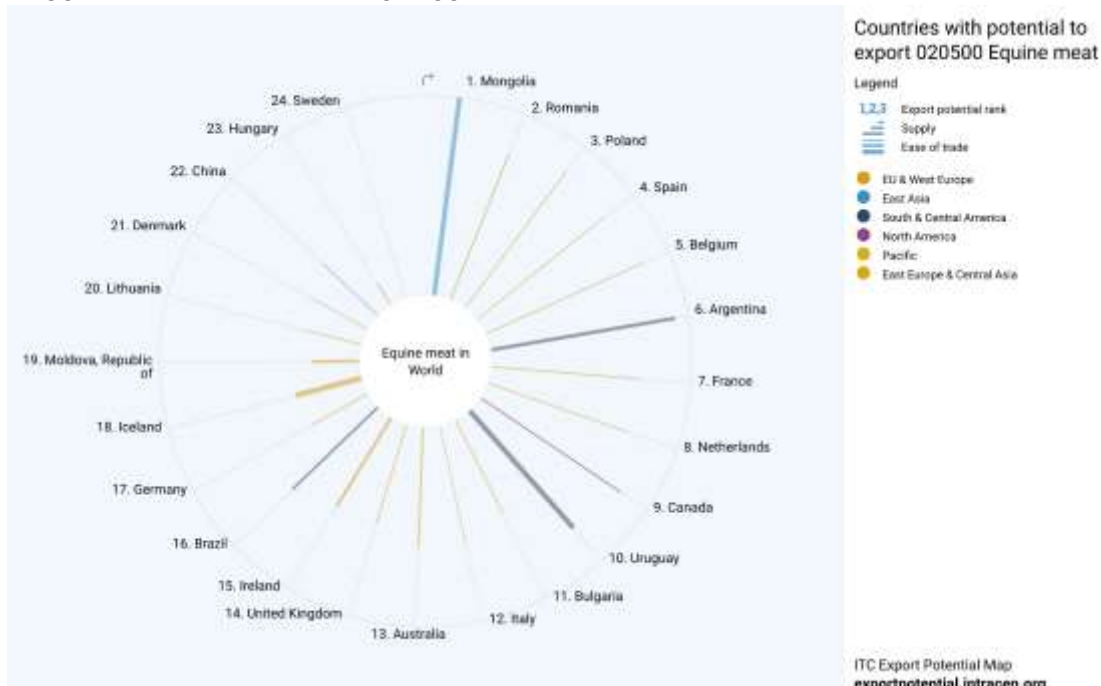 Countries with potential to
export 020500 Equine meat
Legend
1,2,3 Export potential rank
Supply
Ease of trade
EU & West Europe
East Asia
South & Central America
North America
Pacific
East Europe & Central Asia
1. Mongolia
2. Romania
3. Poland
4. Spain
5. Belgium
6. Argentina
7. France
8. Netherlands
9. Canada
10. Uruguay
11. Bulgaria
12. Italy
13. Australia
14. United Kingdom
15. Ireland
16. Brazil
17. Germany
18. Iceland
19. Moldova, Republic
of
20. Lithuania
21. Denmark
22. China
23. Hungary
24. Sweden
Equine meat in
World
ITC Export Potential Map
exportpotential.intracen.org